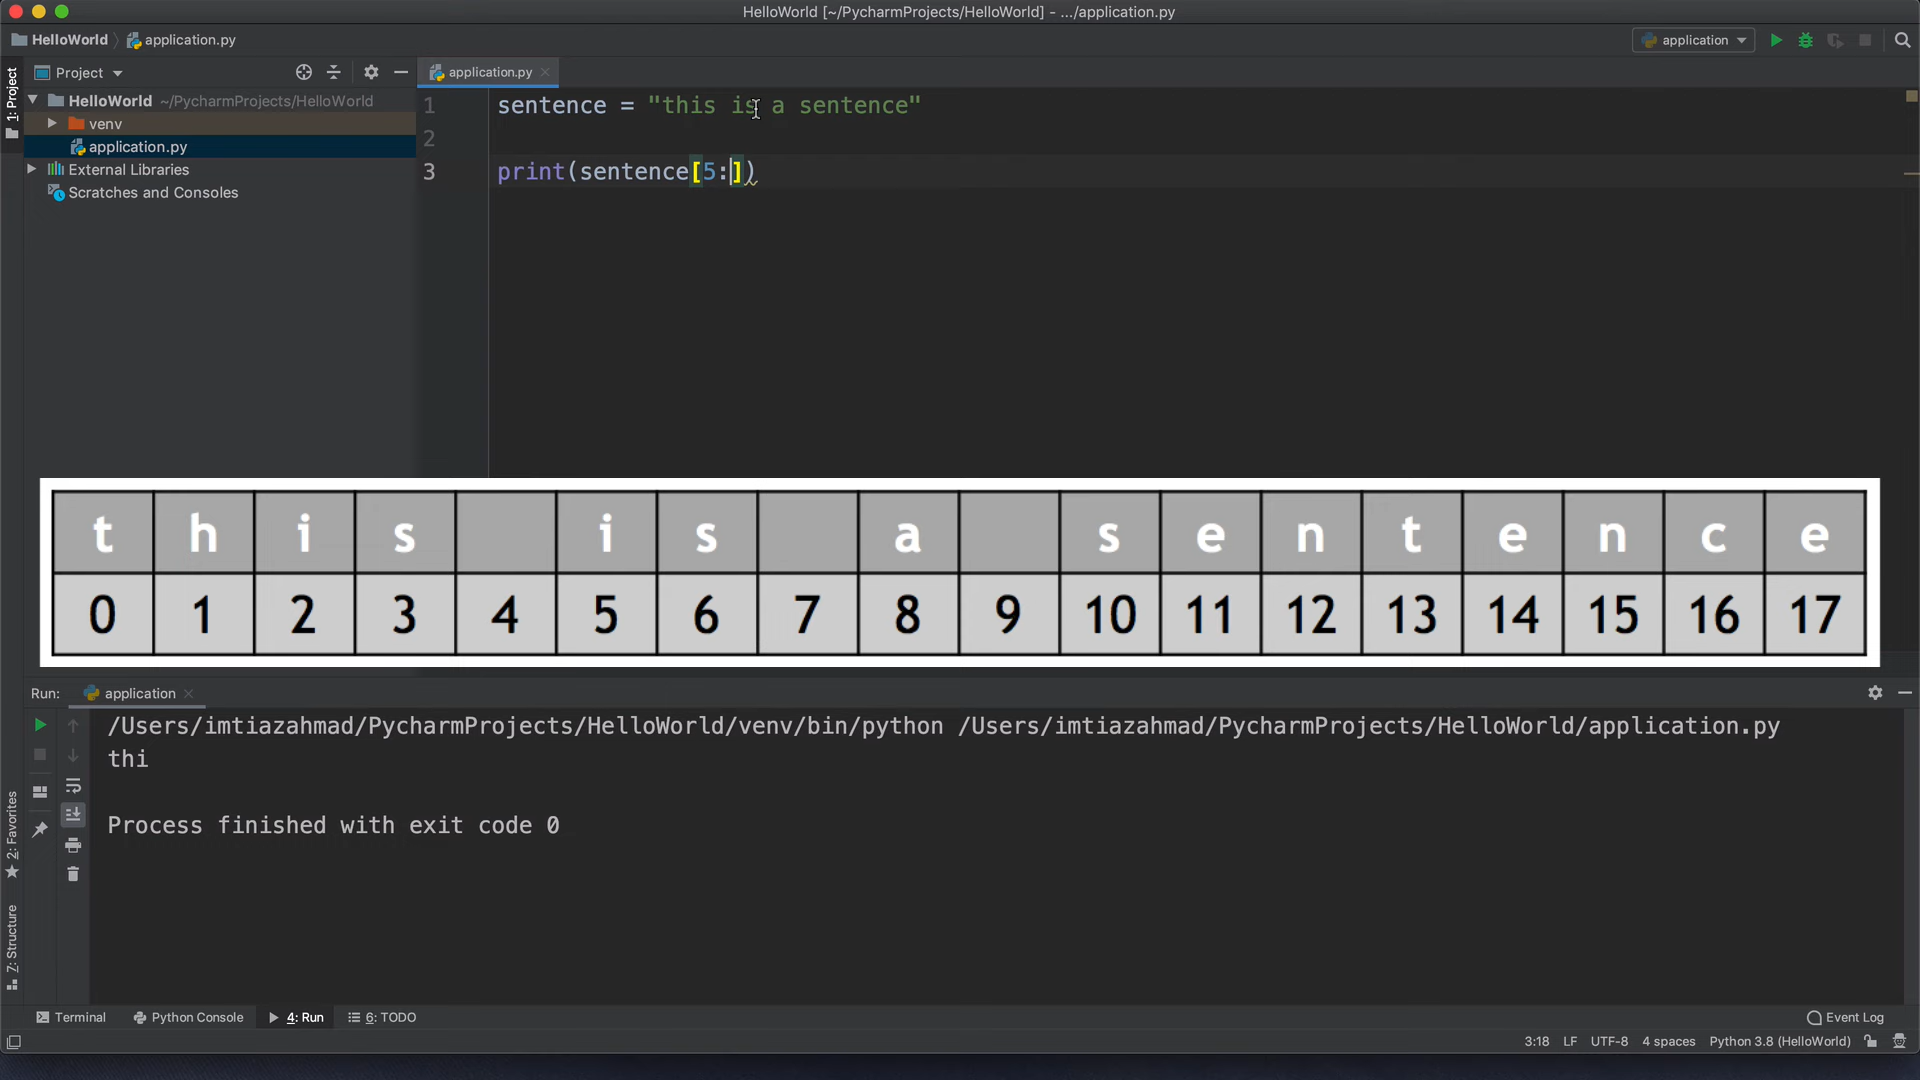 HelloWorld [~/PycharmProjects/HelloWorld] - .../application.py
HelloWorld application.py application
1: Project
Project application.py
HelloWorld ~/PycharmProjects/HelloWorld
venv
application.py
External Libraries
Scratches and Consoles
1 sentence = "this is a sentence"
2
3 print(sentence[5:])
t h i s i s a s e n t e n c e
0 1 2 3 4 5 6 7 8 9 10 11 12 13 14 15 16 17
Run: application
/Users/imtiazahmad/PycharmProjects/HelloWorld/venv/bin/python /Users/imtiazahmad/PycharmProjects/HelloWorld/application.py
thi
Process finished with exit code 0
2: Favorites
Z: Structure
Terminal Python Console 4: Run 6: TODO Event Log
3:18 LF UTF-8 4 spaces Python 3.8 (HelloWorld)